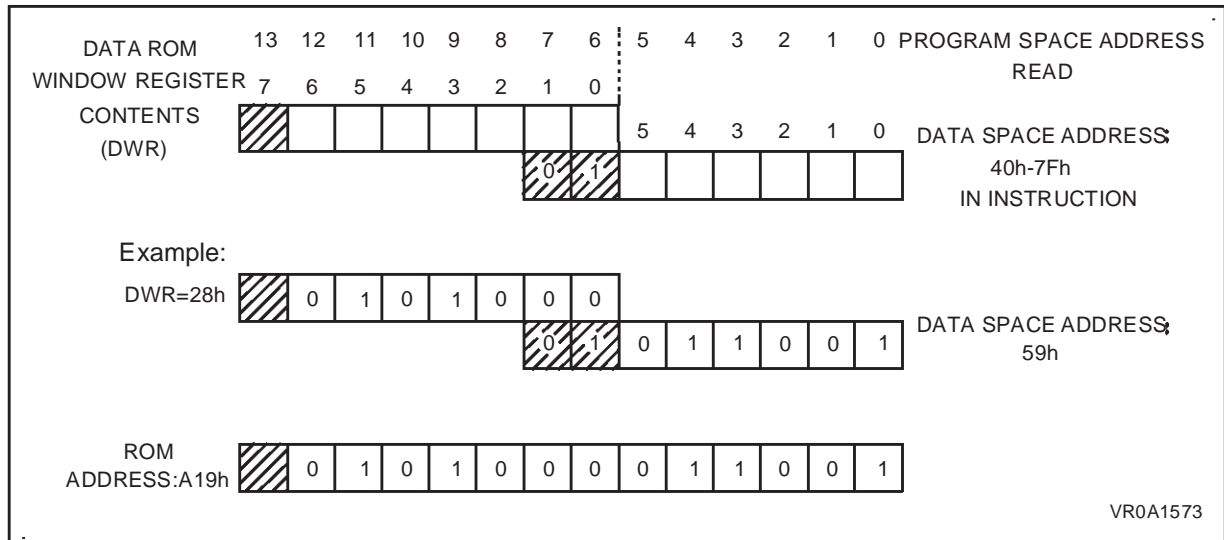 DATA ROM 13 12 11 10 9 8 7 6 5 4 3 2 1 0 PROGRAM SPACE ADDRESS
READ
WINDOW REGISTER 7 6 5 4 3 2 1 0
CONTENTS
(DWR)
5 4 3 2 1 0 DATA SPACE ADDRESS:
0 1 40h-7Fh
IN INSTRUCTION
Example:
DWR=28h 0 1 0 1 0 0 0
0 1 0 1 1 0 0 1 DATA SPACE ADDRESS:
59h
ROM
ADDRESS:A19h 0 1 0 1 0 0 0 0 1 1 0 0 1
VR0A1573